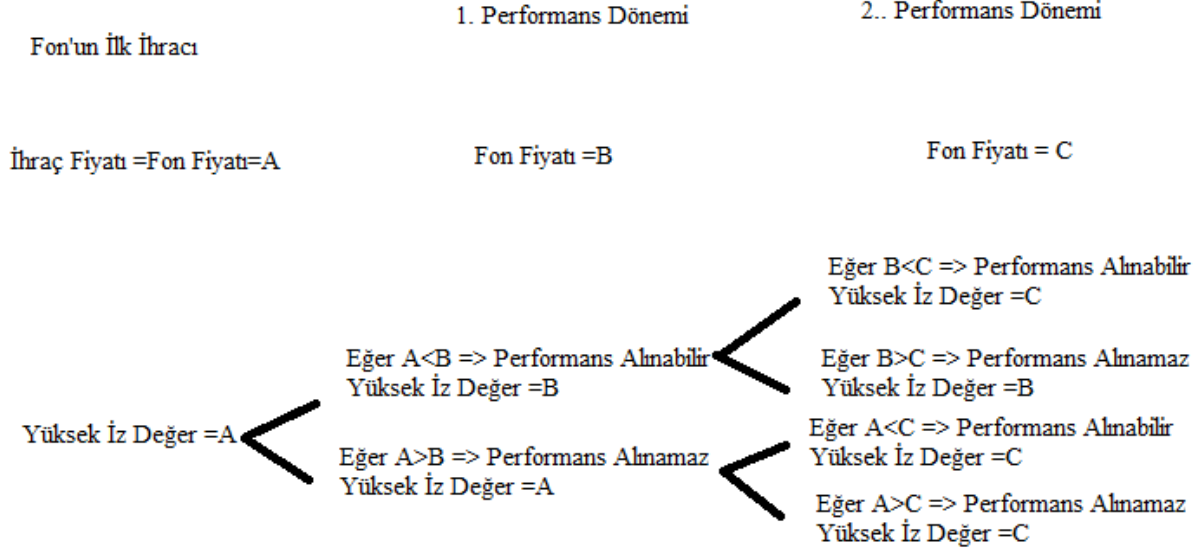 1. Performans Dönemi
2.. Performans Dönemi
Fon'un İlk İhracı
İhraç Fiyatı =Fon Fiyatı=A
Fon Fiyatı =B
Fon Fiyatı = C
Eğer B<C => Performans Alınabilir
Yüksek İz Değer =C
Eğer A<B => Performans Alınabilir
Yüksek İz Değer =B
Eğer B>C => Performans Alınamaz
Yüksek İz Değer =B
Yüksek İz Değer =A
Eğer A>B => Performans Alınamaz
Yüksek İz Değer =A
Eğer A<C => Performans Alınabilir
Yüksek İz Değer =C
Eğer A>C => Performans Alınamaz
Yüksek İz Değer =C